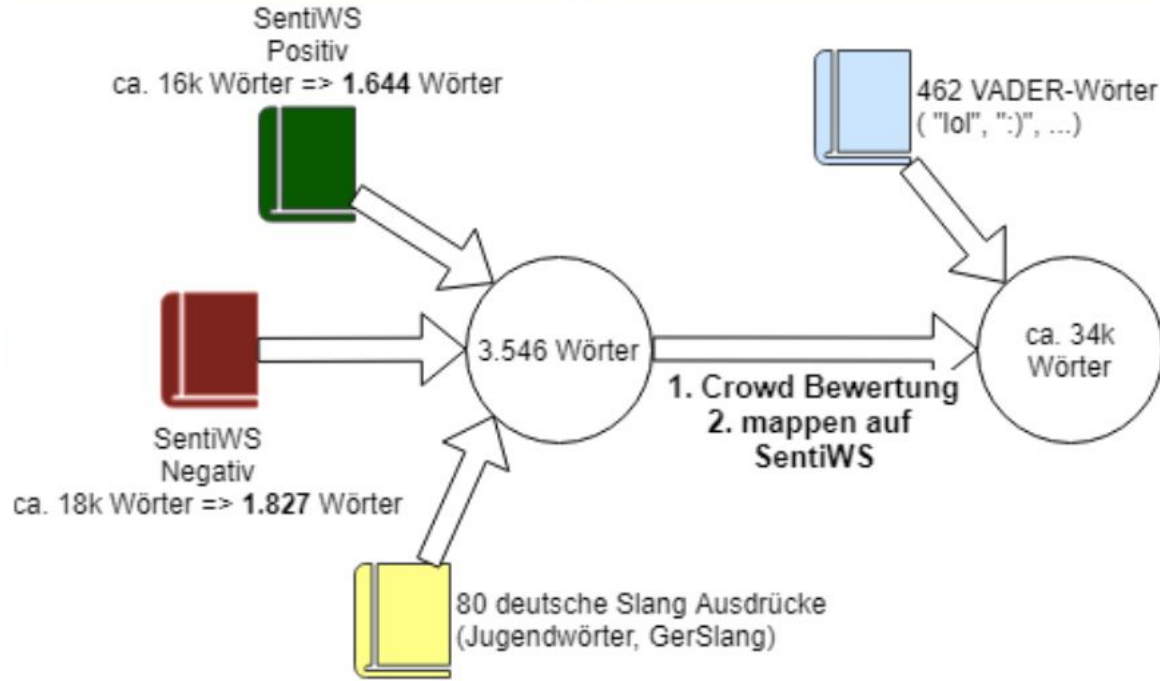 SentiWS
Positiv
ca. 16k Wörter => 1.644 Wörter
462 VADER-Wörter
( "lol", ":)", ...)
3.546 Wörter
ca. 34k
Wörter
1. Crowd Bewertung
2. mappen auf
SentiWS
SentiWS
Negativ
ca. 18k Wörter => 1.827 Wörter
80 deutsche Slang Ausdrücke
(Jugendwörter, GerSlang)